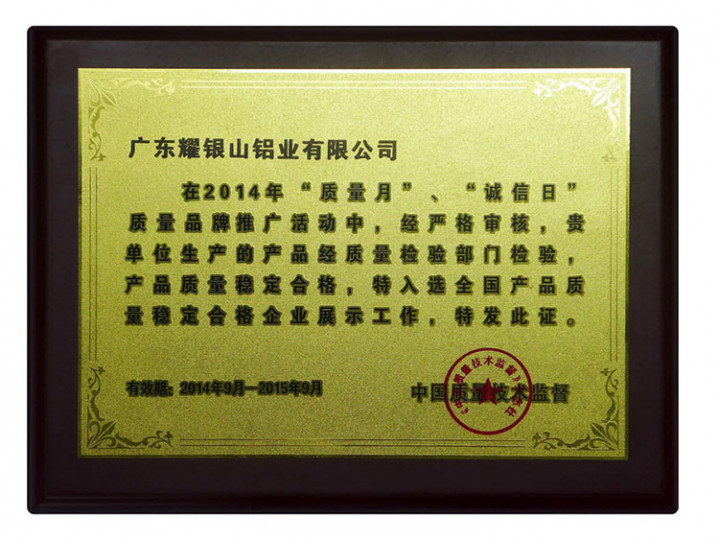 广东耀银山铝业有限公司
在2014年“质量月”、“诚信日”
质量品牌推广活动中，经严格审核，贵
单位生产的产品经质量检验部门检验，
产品质量稳定合格，特入选全国产品质
量稳定合格企业展示工作，特发此证。
有效期：2014年9月—2015年9月
中国质量技术监督